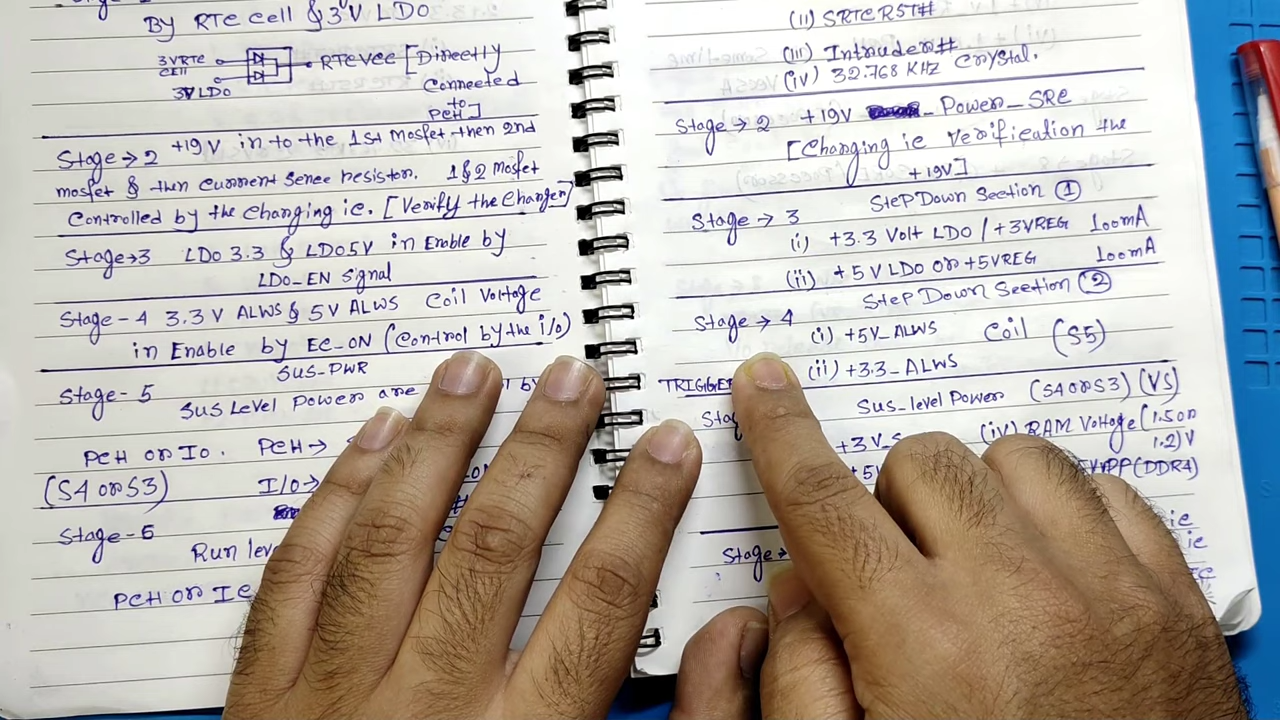 By RTC cell & 3V LDO
3VRTC
CELL
3V LDO
RTCVCC [Directly
Connected
to
PCH]
Stage → 2 +19V in to the 1st Mosfet then 2nd
mosfet & then Current Sence resistor. 1 & 2 Mosfet
Controlled by the Charging ic. [Verify the Charger]
Stage→3 LDO 3.3 & LDO5V in Enable by
LDO_EN Signal
Stage - 4 3.3 V ALWS & 5V ALWS Coil Voltage
in Enable by EC_ON (Control by the i/o)
SUS_PWR
Stage - 5
SUS Level Power are
PCH or IO. PCH →
(S4 or S3) I/O →
Stage - 6
Run
PCH or IC
(ii) SRTCRST#
(iii) Intruder#
(iv) 32.768 KHZ Crystal.
Stage → 2 +19V _ Power_SRC
[Charging ic Verification the
+19V]
Stage → 3 Step Down Section ①
(i) +3.3 Volt LDO / +3VREG 100mA
(ii) +5V LDO or +5VREG 100mA
Step Down Section ②
Stage → 4 (i) +5V_ALWS Coil (S5)
(ii) +3.3_ALWS
Sus_level Power (S4 or S3) (VS)
+3V (iv) RAM Voltage (1.5 or
1.2)V
+5 (DDR4)
Stage →
ic
ic